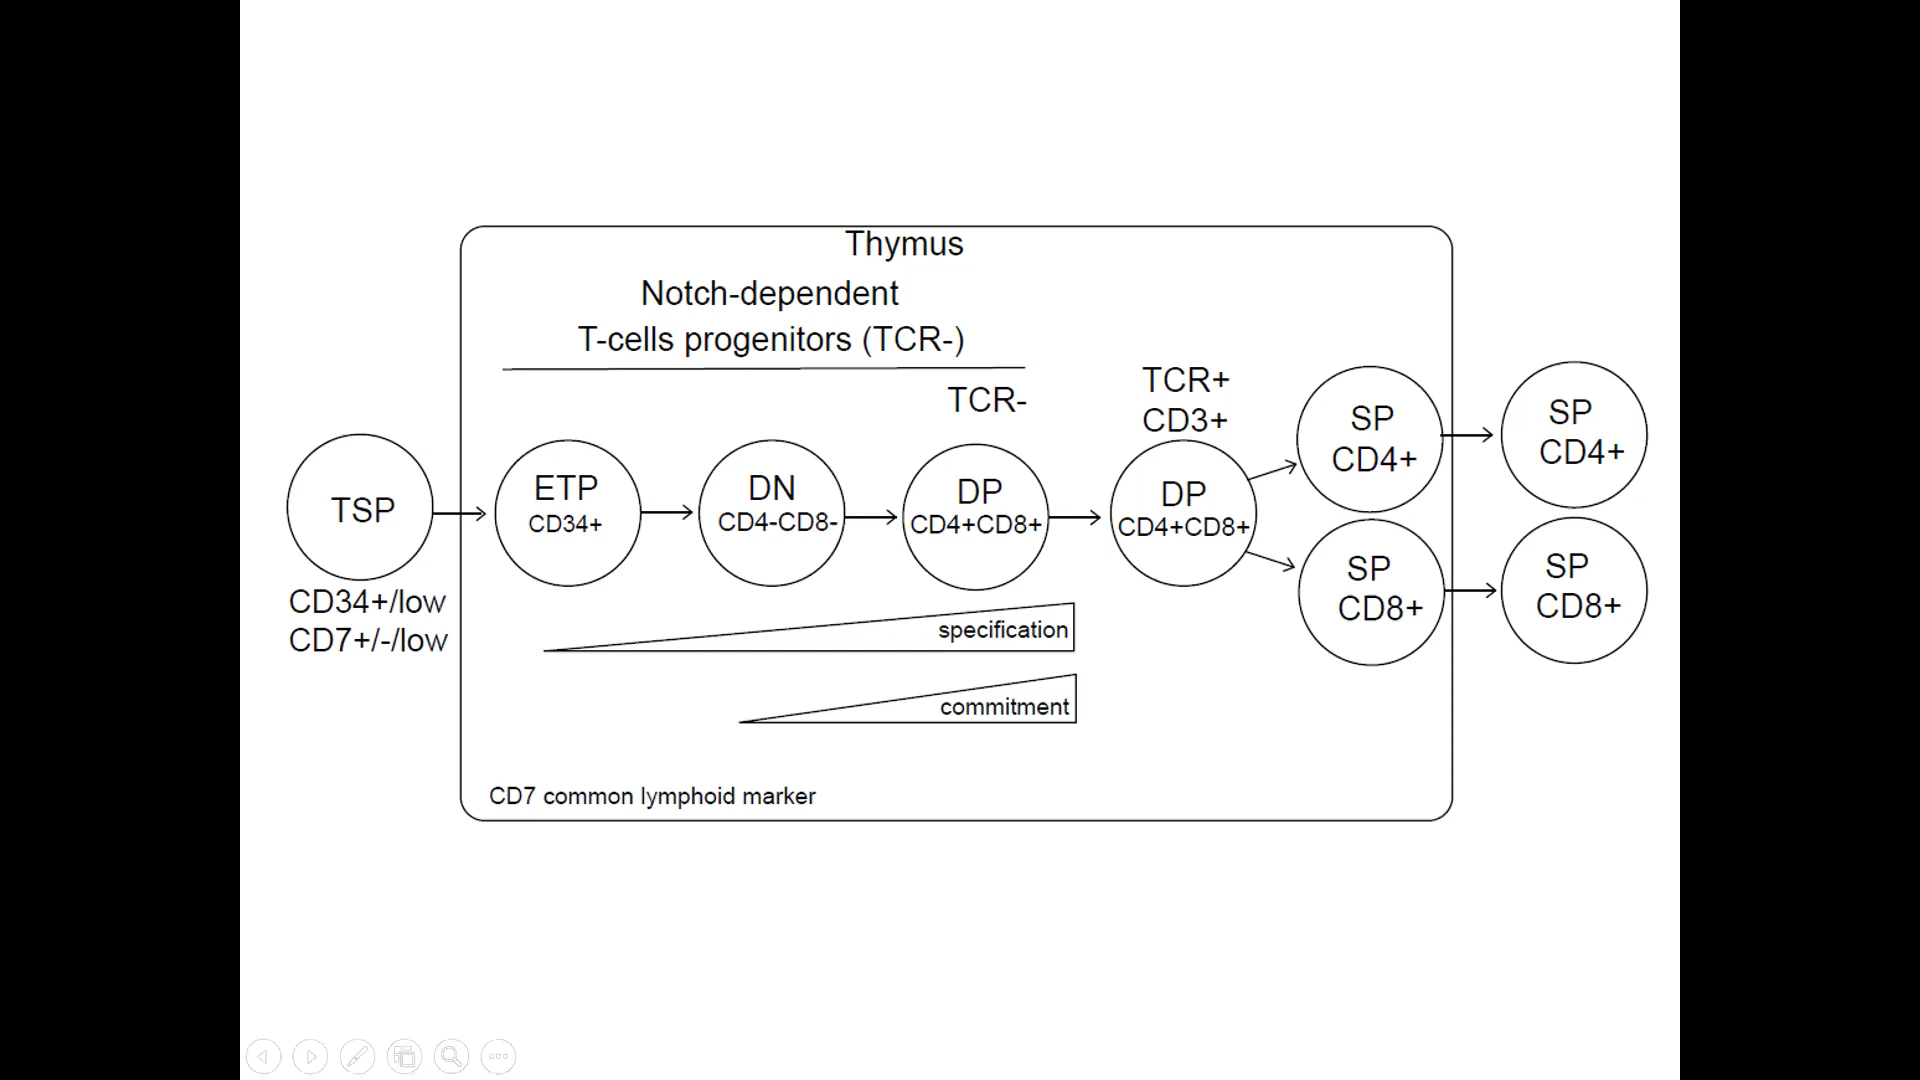 Thymus
Notch-dependent
T-cells progenitors (TCR-)
TCR-
TCR+
CD3+
TSP
CD34+/low
CD7+/-/low
ETP
CD34+
DN
CD4-CD8-
DP
CD4+CD8+
DP
CD4+CD8+
SP
CD4+
SP
CD8+
SP
CD4+
SP
CD8+
specification
commitment
CD7 common lymphoid marker